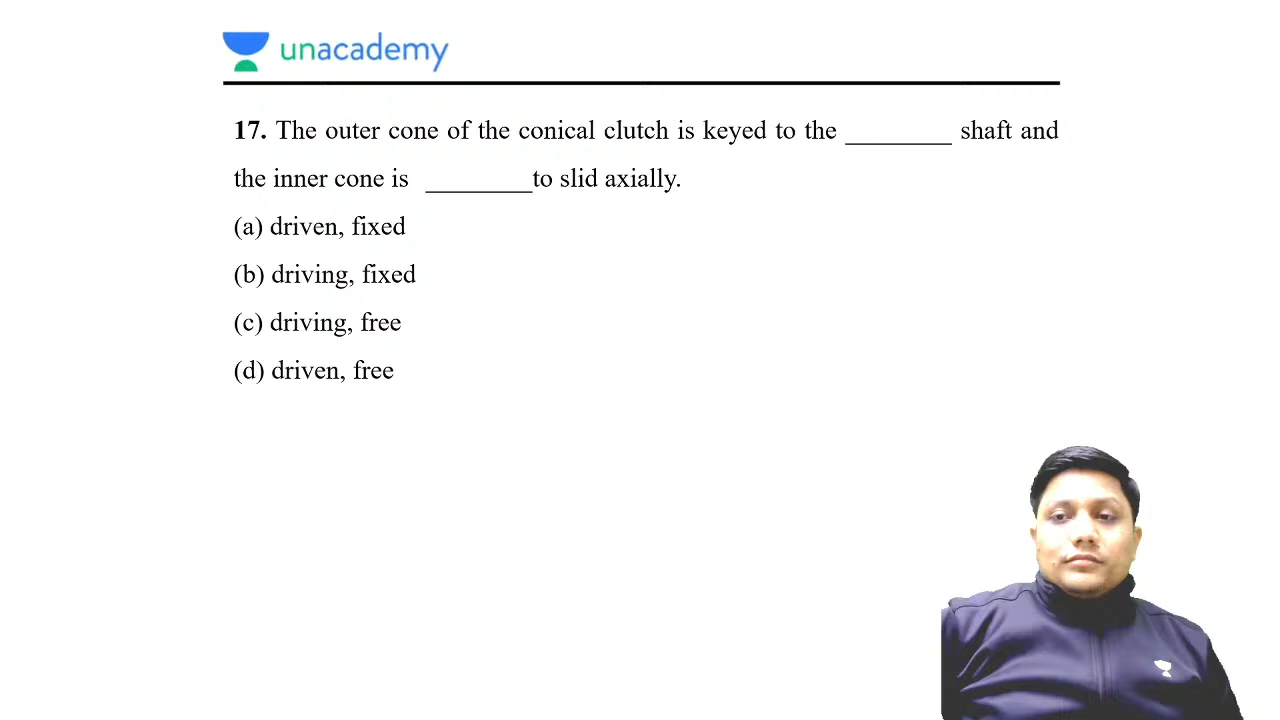 unacademy
17. The outer cone of the conical clutch is keyed to the ________ shaft and
the inner cone is ________to slid axially.
(a) driven, fixed
(b) driving, fixed
(c) driving, free
(d) driven, free